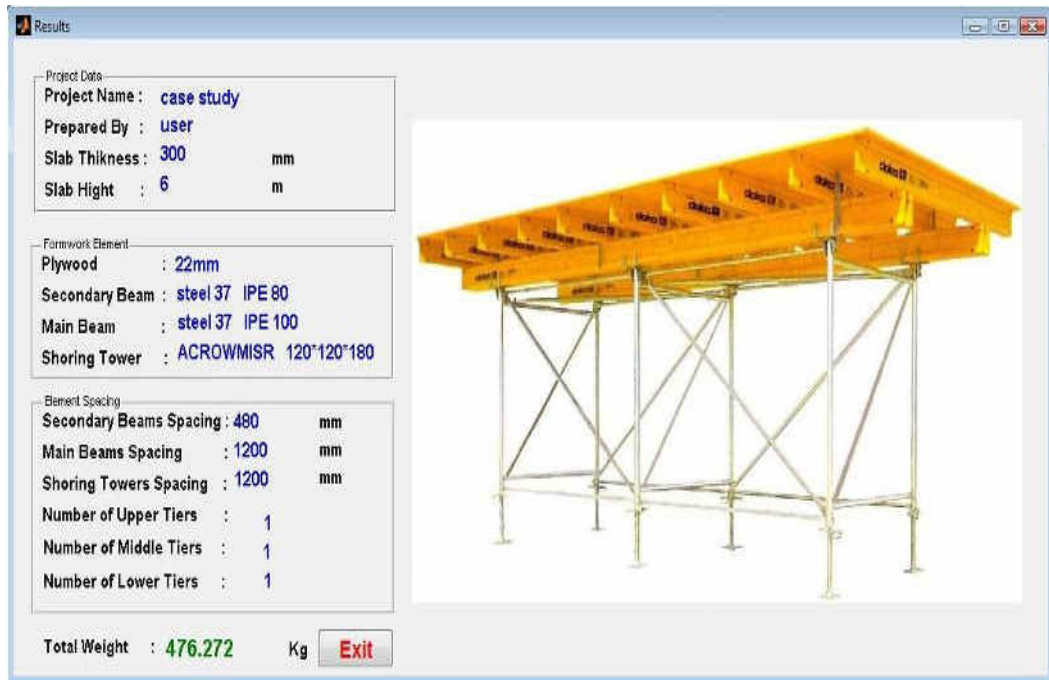 Results
Project Data
Project Name : case study
Prepared By : user
Slab Thikness : 300 mm
Slab Hight : 6 m
Formwork Element
Plywood : 22mm
Secondary Beam : steel 37 IPE 80
Main Beam : steel 37 IPE 100
Shoring Tower : ACROWMISR 120*120*180
Element Spacing
Secondary Beams Spacing : 480 mm
Main Beams Spacing : 1200 mm
Shoring Towers Spacing : 1200 mm
Number of Upper Tiers : 1
Number of Middle Tiers : 1
Number of Lower Tiers : 1
Total Weight : 476.272 Kg Exit
doka
doka
doka
doka